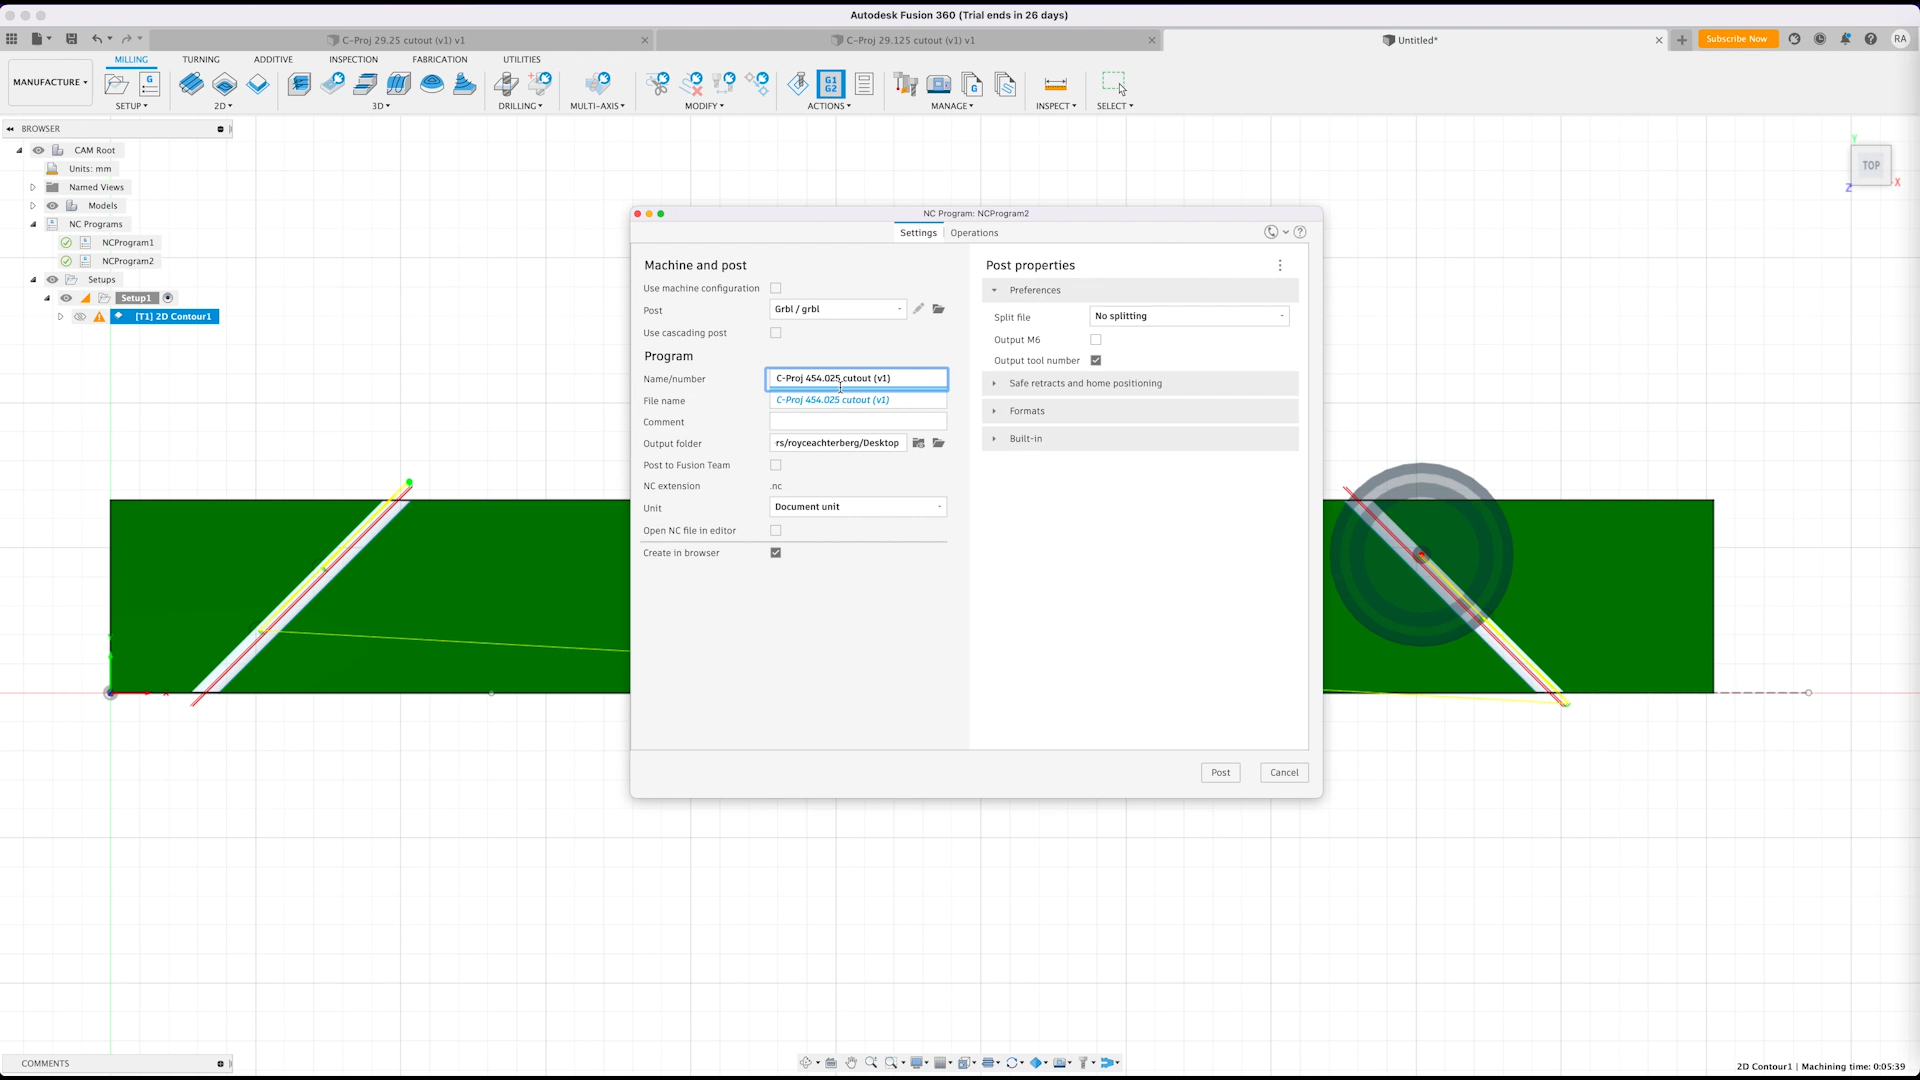 Autodesk Fusion 360 (Trial ends in 26 days)
C-Proj 29.25 cutout (v1) v1
C-Proj 29.125 cutout (v1) v1
Untitled*
Subscribe Now
RA
MILLING
TURNING
ADDITIVE
INSPECTION
FABRICATION
UTILITIES
MANUFACTURE
G1
G2
SETUP
2D
3D
DRILLING
MULTI-AXIS
MODIFY
ACTIONS
MANAGE
INSPECT
SELECT
BROWSER
CAM Root
Units: mm
Named Views
Models
NC Programs
NCProgram1
NCProgram2
Setups
Setup1
[T1] 2D Contour1
TOP
Y
X
Z
NC Program: NCProgram2
Settings
Operations
Machine and post
Use machine configuration
Post
Grbl / grbl
Use cascading post
Program
Name/number
C-Proj 454.025 cutout (v1)
File name
C-Proj 454.025 cutout (v1)
Comment
Output folder
rs/royceachterberg/Desktop
Post to Fusion Team
NC extension
.nc
Unit
Document unit
Open NC file in editor
Create in browser
Post properties
Preferences
Split file
No splitting
Output M6
Output tool number
Safe retracts and home positioning
Formats
Built-in
Post
Cancel
COMMENTS
2D Contour1 | Machining time: 0:05:39